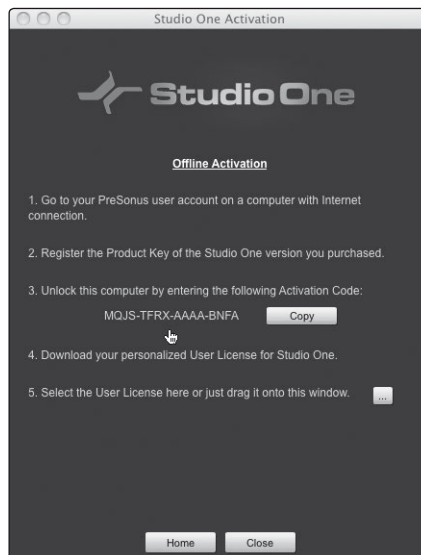 Studio One Activation
Studio One
Offline Activation
1. Go to your PreSonus user account on a computer with Internet
connection.
2. Register the Product Key of the Studio One version you purchased.
3. Unlock this computer by entering the following Activation Code:
MQJS-TFRX-AAAA-BNFA Copy
4. Download your personalized User License for Studio One.
5. Select the User License here or just drag it onto this window. ...
Home Close